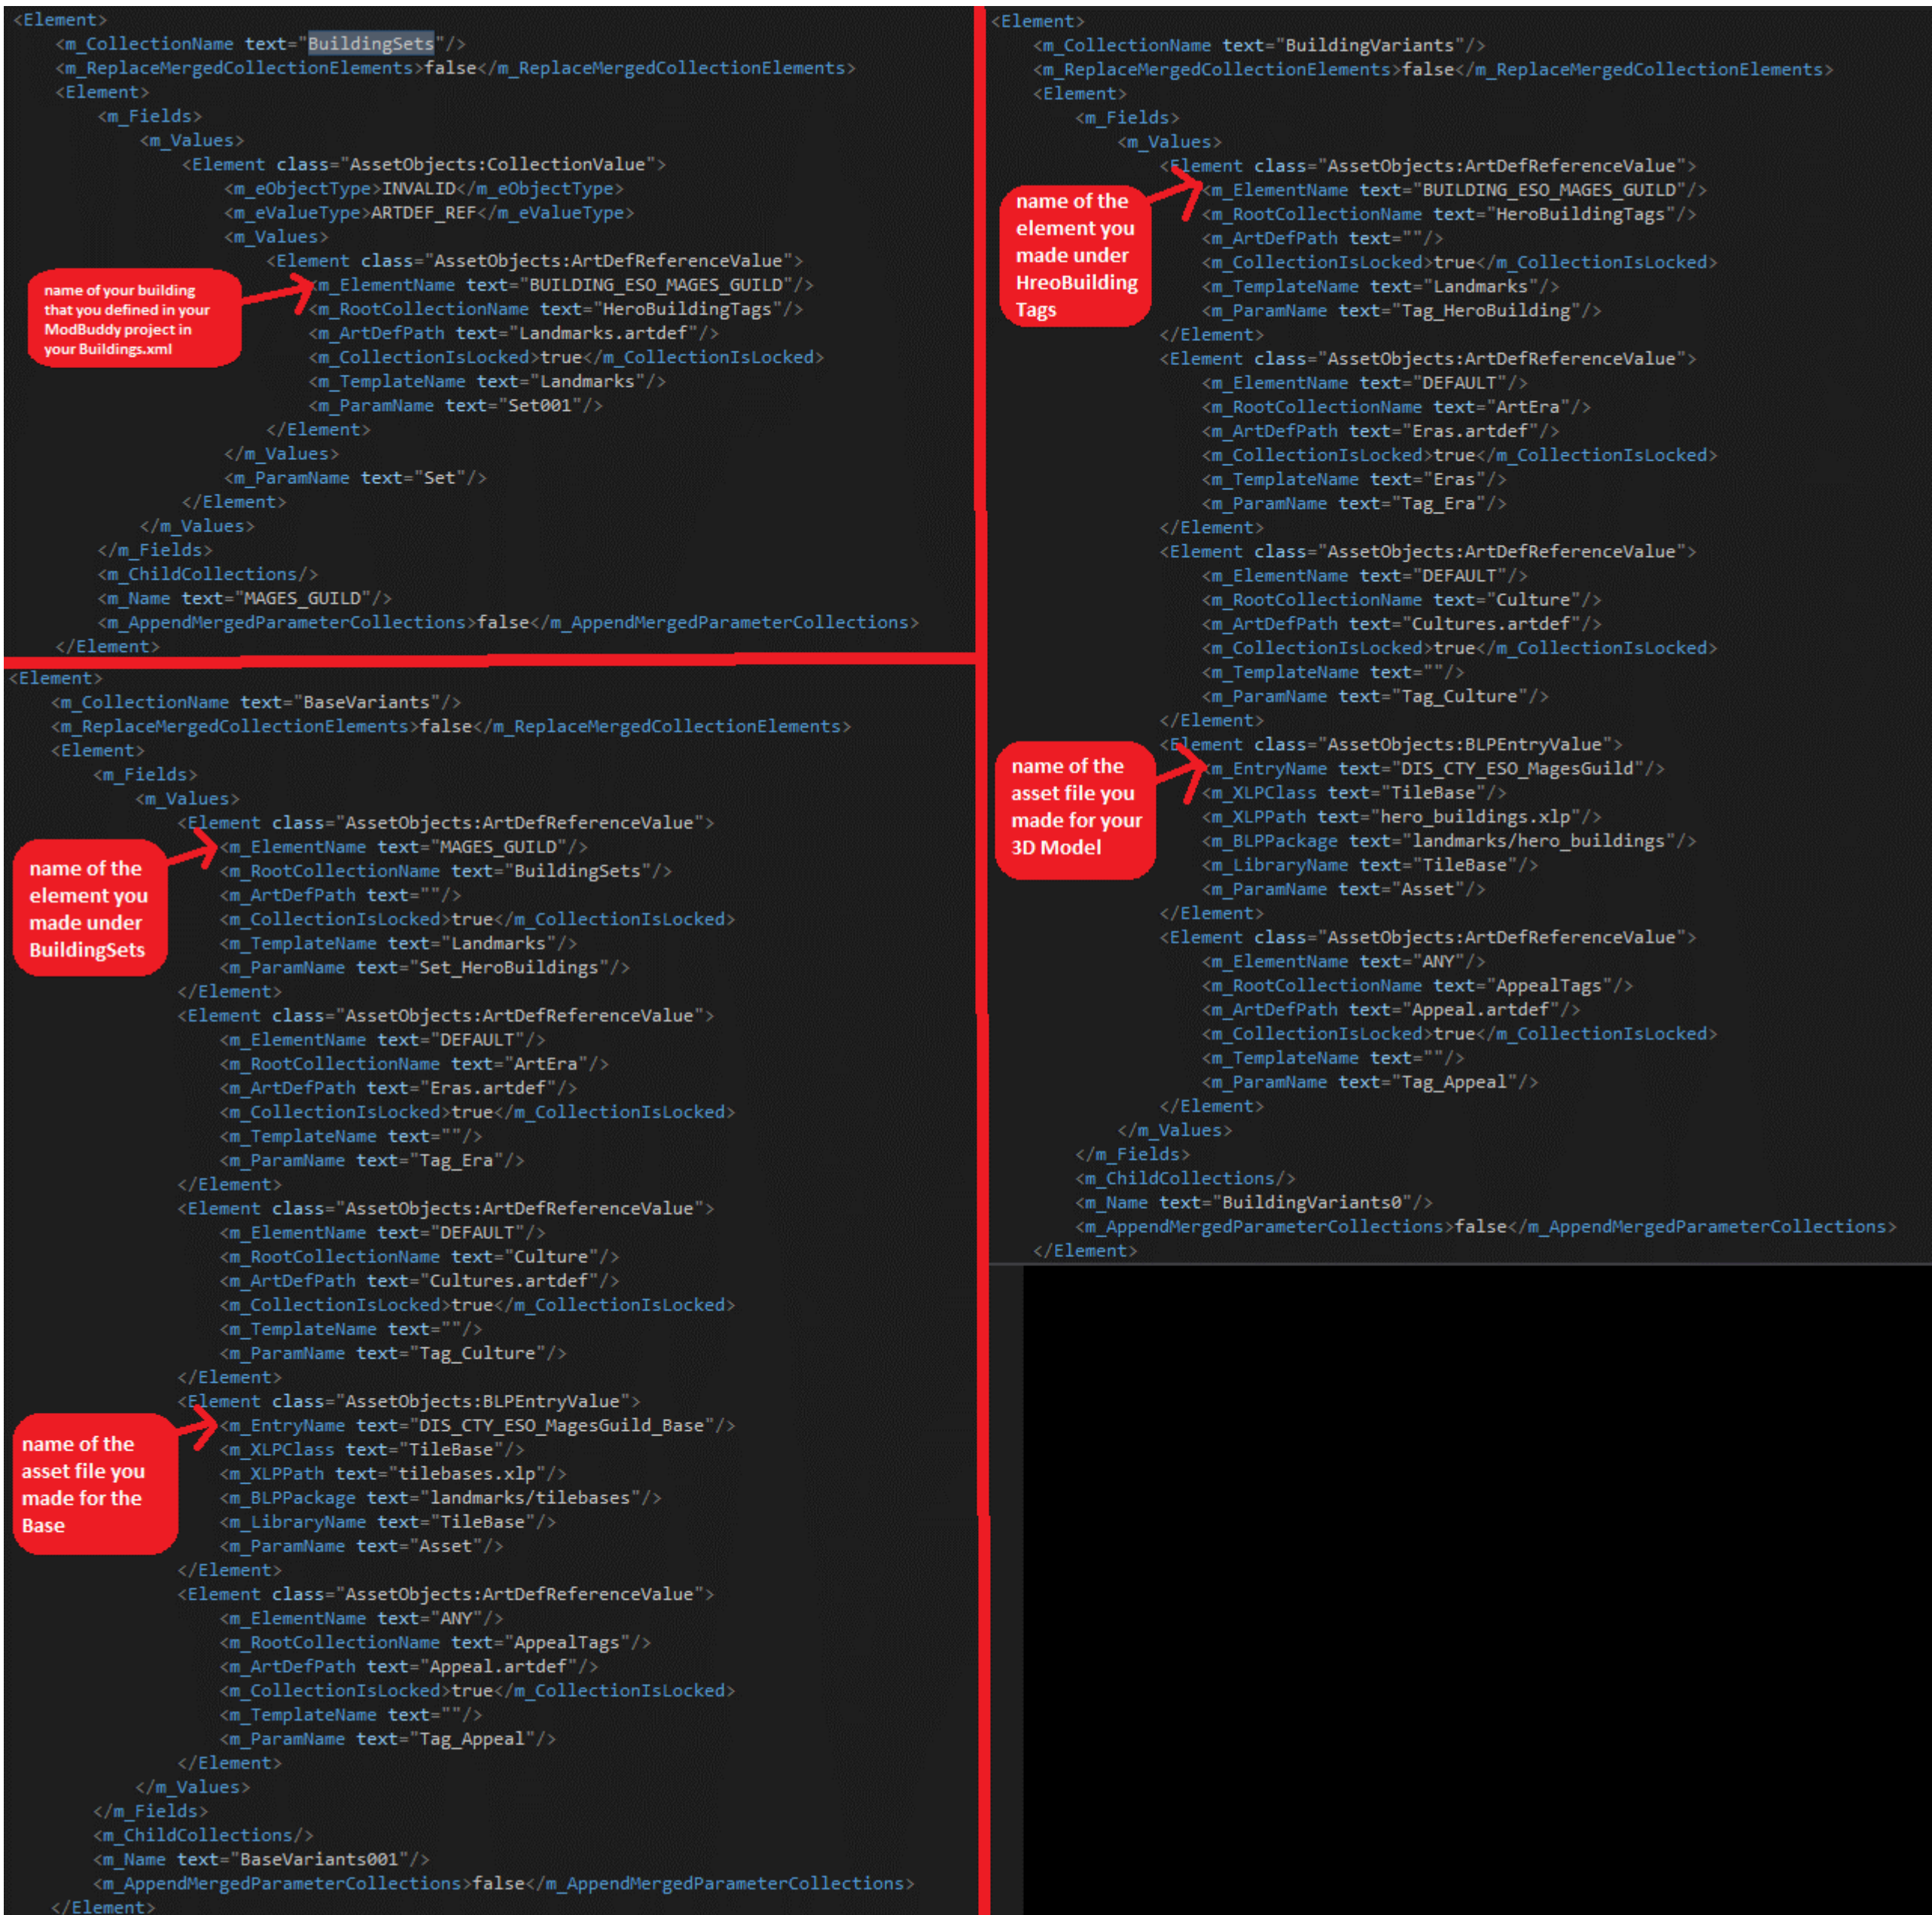 <Element>
<m_CollectionName text="BuildingSets"/>
<m_ReplaceMergedCollectionElements>false</m_ReplaceMergedCollectionElements>
<Element>
<m_Fields>
<m_Values>
<Element class="AssetObjects:CollectionValue">
<m_eObjectType>INVALID</m_eObjectType>
<m_eValueType>ARTDEF_REF</m_eValueType>
<m_Values>
<Element class="AssetObjects:ArtDefReferenceValue">
<m_ElementName text="BUILDING_ESO_MAGES_GUILD"/>
<m_RootCollectionName text="HeroBuildingTags"/>
<m_ArtDefPath text="Landmarks.artdef"/>
<m_CollectionIsLocked>true</m_CollectionIsLocked>
<m_TemplateName text="Landmarks"/>
<m_ParamName text="Set001"/>
</Element>
</m_Values>
<m_ParamName text="Set"/>
</Element>
</m_Values>
</m_Fields>
<m_ChildCollections/>
<m_Name text="MAGES_GUILD"/>
<m_AppendMergedParameterCollections>false</m_AppendMergedParameterCollections>
</Element>
name of your building
that you defined in your
ModBuddy project in
your Buildings.xml
<Element>
<m_CollectionName text="BaseVariants"/>
<m_ReplaceMergedCollectionElements>false</m_ReplaceMergedCollectionElements>
<Element>
<m_Fields>
<m_Values>
<Element class="AssetObjects:ArtDefReferenceValue">
<m_ElementName text="MAGES_GUILD"/>
<m_RootCollectionName text="BuildingSets"/>
<m_ArtDefPath text=""/>
<m_CollectionIsLocked>true</m_CollectionIsLocked>
<m_TemplateName text="Landmarks"/>
<m_ParamName text="Set_HeroBuildings"/>
</Element>
<Element class="AssetObjects:ArtDefReferenceValue">
<m_ElementName text="DEFAULT"/>
<m_RootCollectionName text="ArtEra"/>
<m_ArtDefPath text="Eras.artdef"/>
<m_CollectionIsLocked>true</m_CollectionIsLocked>
<m_TemplateName text=""/>
<m_ParamName text="Tag_Era"/>
</Element>
<Element class="AssetObjects:ArtDefReferenceValue">
<m_ElementName text="DEFAULT"/>
<m_RootCollectionName text="Culture"/>
<m_ArtDefPath text="Cultures.artdef"/>
<m_CollectionIsLocked>true</m_CollectionIsLocked>
<m_TemplateName text=""/>
<m_ParamName text="Tag_Culture"/>
</Element>
<Element class="AssetObjects:BLPEntryValue">
<m_EntryName text="DIS_CTY_ESO_MagesGuild_Base"/>
<m_XLPClass text="TileBase"/>
<m_XLPPath text="tilebases.xlp"/>
<m_BLPPackage text="landmarks/tilebases"/>
<m_LibraryName text="TileBase"/>
<m_ParamName text="Asset"/>
</Element>
<Element class="AssetObjects:ArtDefReferenceValue">
<m_ElementName text="ANY"/>
<m_RootCollectionName text="AppealTags"/>
<m_ArtDefPath text="Appeal.artdef"/>
<m_CollectionIsLocked>true</m_CollectionIsLocked>
<m_TemplateName text=""/>
<m_ParamName text="Tag_Appeal"/>
</Element>
</m_Values>
</m_Fields>
<m_ChildCollections/>
<m_Name text="BaseVariants001"/>
<m_AppendMergedParameterCollections>false</m_AppendMergedParameterCollections>
</Element>
name of the
element you
made under
BuildingSets
name of the
asset file you
made for the
Base
<Element>
<m_CollectionName text="BuildingVariants"/>
<m_ReplaceMergedCollectionElements>false</m_ReplaceMergedCollectionElements>
<Element>
<m_Fields>
<m_Values>
<Element class="AssetObjects:ArtDefReferenceValue">
<m_ElementName text="BUILDING_ESO_MAGES_GUILD"/>
<m_RootCollectionName text="HeroBuildingTags"/>
<m_ArtDefPath text=""/>
<m_CollectionIsLocked>true</m_CollectionIsLocked>
<m_TemplateName text="Landmarks"/>
<m_ParamName text="Tag_HeroBuilding"/>
</Element>
<Element class="AssetObjects:ArtDefReferenceValue">
<m_ElementName text="DEFAULT"/>
<m_RootCollectionName text="ArtEra"/>
<m_ArtDefPath text="Eras.artdef"/>
<m_CollectionIsLocked>true</m_CollectionIsLocked>
<m_TemplateName text="Eras"/>
<m_ParamName text="Tag_Era"/>
</Element>
<Element class="AssetObjects:ArtDefReferenceValue">
<m_ElementName text="DEFAULT"/>
<m_RootCollectionName text="Culture"/>
<m_ArtDefPath text="Cultures.artdef"/>
<m_CollectionIsLocked>true</m_CollectionIsLocked>
<m_TemplateName text=""/>
<m_ParamName text="Tag_Culture"/>
</Element>
<Element class="AssetObjects:BLPEntryValue">
<m_EntryName text="DIS_CTY_ESO_MagesGuild"/>
<m_XLPClass text="TileBase"/>
<m_XLPPath text="hero_buildings.xlp"/>
<m_BLPPackage text="landmarks/hero_buildings"/>
<m_LibraryName text="TileBase"/>
<m_ParamName text="Asset"/>
</Element>
<Element class="AssetObjects:ArtDefReferenceValue">
<m_ElementName text="ANY"/>
<m_RootCollectionName text="AppealTags"/>
<m_ArtDefPath text="Appeal.artdef"/>
<m_CollectionIsLocked>true</m_CollectionIsLocked>
<m_TemplateName text=""/>
<m_ParamName text="Tag_Appeal"/>
</Element>
</m_Values>
</m_Fields>
<m_ChildCollections/>
<m_Name text="BuildingVariants0"/>
<m_AppendMergedParameterCollections>false</m_AppendMergedParameterCollections>
</Element>
name of the
element you
made under
HreoBuilding
Tags
name of the
asset file you
made for your
3D Model